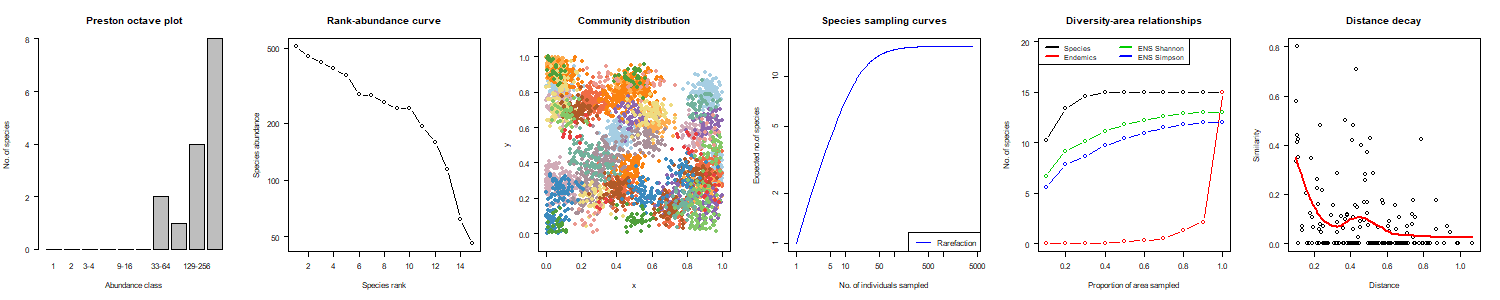 Preston octave plot
No. of species
0
2
4
6
8
1 2 3-4 9-16 33-64 129-256
Abundance class
Rank-abundance curve
Species abundance
50
100
200
500
2 4 6 8 10 12 14
Species rank
Community distribution
y
0.0
0.2
0.4
0.6
0.8
1.0
0.0 0.2 0.4 0.6 0.8 1.0
x
Species sampling curves
Expected no.of species
1
2
5
10
Rarefaction
1 5 10 50 500 5000
No. of individuals sampled
Diversity-area relationships
No. of species
0
5
10
15
20
Species
Endemics
ENS Shannon
ENS Simpson
0.2 0.4 0.6 0.8 1.0
Proportion of area sampled
Distance decay
Similarity
0.0
0.2
0.4
0.6
0.8
0.2 0.4 0.6 0.8 1.0
Distance